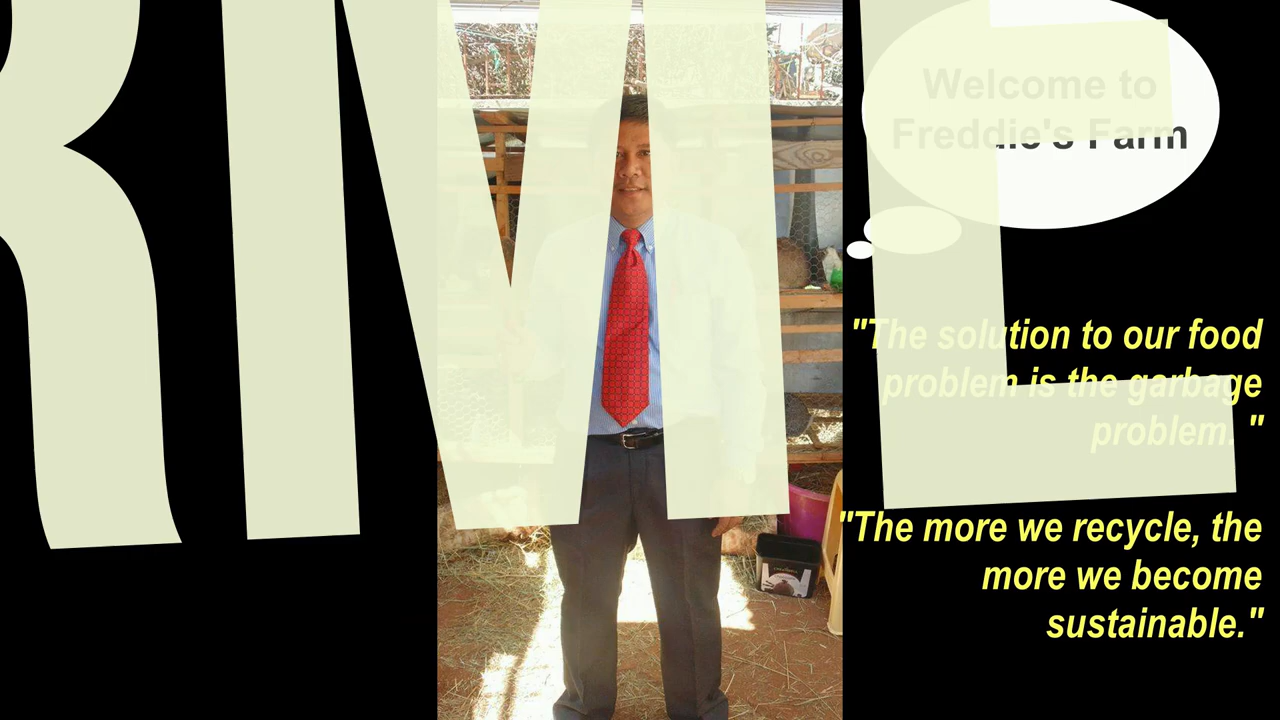 RIME
Welcome to
Freddie's Farm
"The solution to our food
problem is the garbage
problem. "
"The more we recycle, the
more we become
sustainable."